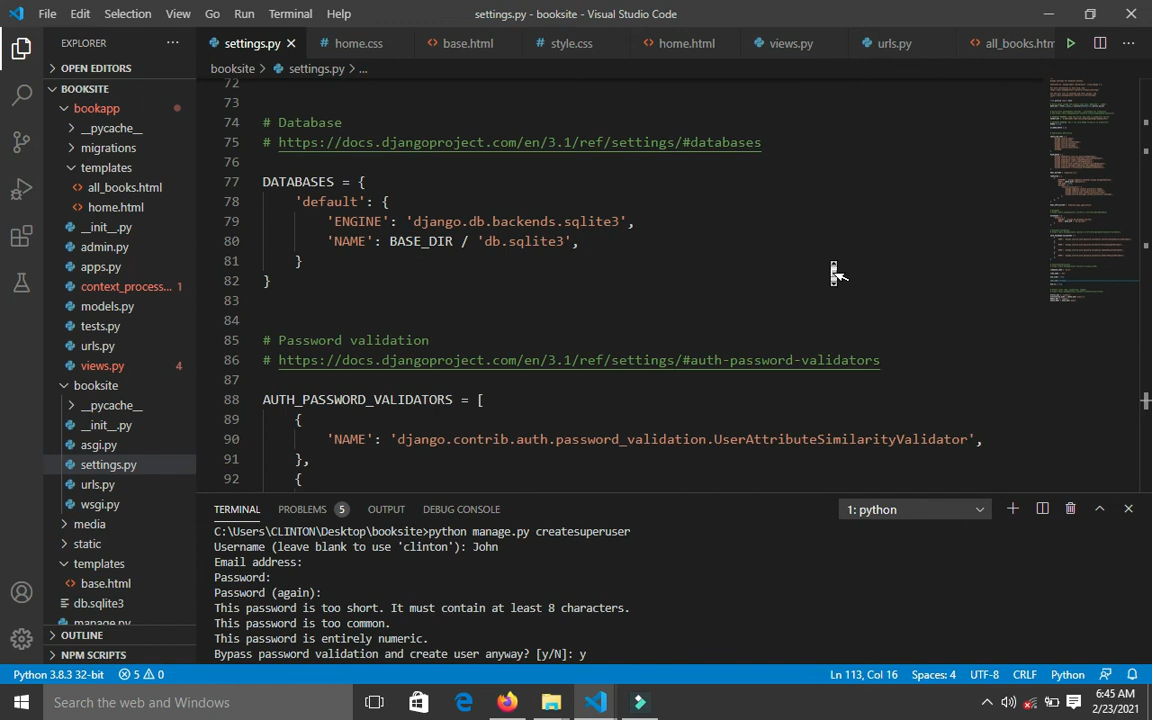 File Edit Selection View Go Run Terminal Help
settings.py - booksite - Visual Studio Code
EXPLORER
settings.py
home.css
base.html
style.css
home.html
views.py
urls.py
all_books.htm
booksite > settings.py > ...
OPEN EDITORS
BOOKSITE
bookapp
__pycache__
migrations
templates
all_books.html
home.html
__init__.py
admin.py
apps.py
context_process... 1
models.py
tests.py
urls.py
views.py 4
booksite
__pycache__
__init__.py
asgi.py
settings.py
urls.py
wsgi.py
media
static
templates
base.html
db.sqlite3
manage.py
OUTLINE
NPM SCRIPTS
72
73
74 # Database
75 # https://docs.djangoproject.com/en/3.1/ref/settings/#databases
76
77 DATABASES = {
78 'default': {
79 'ENGINE': 'django.db.backends.sqlite3',
80 'NAME': BASE_DIR / 'db.sqlite3',
81 }
82 }
83
84
85 # Password validation
86 # https://docs.djangoproject.com/en/3.1/ref/settings/#auth-password-validators
87
88 AUTH_PASSWORD_VALIDATORS = [
89 {
90 'NAME': 'django.contrib.auth.password_validation.UserAttributeSimilarityValidator',
91 },
92 {
TERMINAL PROBLEMS 5 OUTPUT DEBUG CONSOLE
1: python
C:\Users\CLINTON\Desktop\booksite>python manage.py createsuperuser
Username (leave blank to use 'clinton'): John
Email address:
Password:
Password (again):
This password is too short. It must contain at least 8 characters.
This password is too common.
This password is entirely numeric.
Bypass password validation and create user anyway? [y/N]: y
Python 3.8.3 32-bit 5 0
Ln 113, Col 16 Spaces: 4 UTF-8 CRLF Python
Search the web and Windows
6:45 AM
2/23/2021